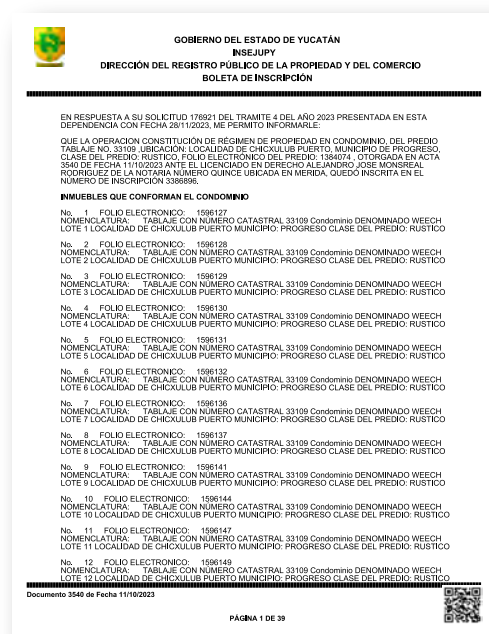 GOBIERNO DEL ESTADO DE YUCATÁN
INSEJUPY
DIRECCIÓN DEL REGISTRO PÚBLICO DE LA PROPIEDAD Y DEL COMERCIO
BOLETA DE INSCRIPCIÓN
EN RESPUESTA A SU SOLICITUD 176921 DEL TRAMITE 4 DEL AÑO 2023 PRESENTADA EN ESTA
DEPENDENCIA CON FECHA 28/11/2023, ME PERMITO INFORMARLE:
QUE LA OPERACION CONSTITUCIÓN DE RÉGIMEN DE PROPIEDAD EN CONDOMINIO, DEL PREDIO
TABLAJE NO. 33109 ,UBICACIÓN: LOCALIDAD DE CHICXULUB PUERTO, MUNICIPIO DE PROGRESO,
CLASE DEL PREDIO: RUSTICO, FOLIO ELECTRÓNICO DEL PREDIO: 1384074 , OTORGADA EN ACTA
3540 DE FECHA 11/10/2023 ANTE EL LICENCIADO EN DERECHO ALEJANDRO JOSE MONSREAL
RODRIGUEZ DE LA NOTARIA NÚMERO QUINCE UBICADA EN MERIDA, QUEDÓ INSCRITA EN EL
NÚMERO DE INSCRIPCIÓN 3386896.
INMUEBLES QUE CONFORMAN EL CONDOMINIO
No. 1 FOLIO ELECTRONICO: 1596127
NOMENCLATURA: TABLAJE CON NÚMERO CATASTRAL 33109 Condominio DENOMINADO WEECH
LOTE 1 LOCALIDAD DE CHICXULUB PUERTO MUNICIPIO: PROGRESO CLASE DEL PREDIO: RUSTICO
No. 2 FOLIO ELECTRONICO: 1596128
NOMENCLATURA: TABLAJE CON NÚMERO CATASTRAL 33109 Condominio DENOMINADO WEECH
LOTE 2 LOCALIDAD DE CHICXULUB PUERTO MUNICIPIO: PROGRESO CLASE DEL PREDIO: RUSTICO
No. 3 FOLIO ELECTRONICO: 1596129
NOMENCLATURA: TABLAJE CON NÚMERO CATASTRAL 33109 Condominio DENOMINADO WEECH
LOTE 3 LOCALIDAD DE CHICXULUB PUERTO MUNICIPIO: PROGRESO CLASE DEL PREDIO: RUSTICO
No. 4 FOLIO ELECTRONICO: 1596130
NOMENCLATURA: TABLAJE CON NÚMERO CATASTRAL 33109 Condominio DENOMINADO WEECH
LOTE 4 LOCALIDAD DE CHICXULUB PUERTO MUNICIPIO: PROGRESO CLASE DEL PREDIO: RUSTICO
No. 5 FOLIO ELECTRONICO: 1596131
NOMENCLATURA: TABLAJE CON NÚMERO CATASTRAL 33109 Condominio DENOMINADO WEECH
LOTE 5 LOCALIDAD DE CHICXULUB PUERTO MUNICIPIO: PROGRESO CLASE DEL PREDIO: RUSTICO
No. 6 FOLIO ELECTRONICO: 1596132
NOMENCLATURA: TABLAJE CON NÚMERO CATASTRAL 33109 Condominio DENOMINADO WEECH
LOTE 6 LOCALIDAD DE CHICXULUB PUERTO MUNICIPIO: PROGRESO CLASE DEL PREDIO: RUSTICO
No. 7 FOLIO ELECTRONICO: 1596136
NOMENCLATURA: TABLAJE CON NÚMERO CATASTRAL 33109 Condominio DENOMINADO WEECH
LOTE 7 LOCALIDAD DE CHICXULUB PUERTO MUNICIPIO: PROGRESO CLASE DEL PREDIO: RUSTICO
No. 8 FOLIO ELECTRONICO: 1596137
NOMENCLATURA: TABLAJE CON NÚMERO CATASTRAL 33109 Condominio DENOMINADO WEECH
LOTE 8 LOCALIDAD DE CHICXULUB PUERTO MUNICIPIO: PROGRESO CLASE DEL PREDIO: RUSTICO
No. 9 FOLIO ELECTRONICO: 1596141
NOMENCLATURA: TABLAJE CON NÚMERO CATASTRAL 33109 Condominio DENOMINADO WEECH
LOTE 9 LOCALIDAD DE CHICXULUB PUERTO MUNICIPIO: PROGRESO CLASE DEL PREDIO: RUSTICO
No. 10 FOLIO ELECTRONICO: 1596144
NOMENCLATURA: TABLAJE CON NÚMERO CATASTRAL 33109 Condominio DENOMINADO WEECH
LOTE 10 LOCALIDAD DE CHICXULUB PUERTO MUNICIPIO: PROGRESO CLASE DEL PREDIO: RUSTICO
No. 11 FOLIO ELECTRONICO: 1596147
NOMENCLATURA: TABLAJE CON NÚMERO CATASTRAL 33109 Condominio DENOMINADO WEECH
LOTE 11 LOCALIDAD DE CHICXULUB PUERTO MUNICIPIO: PROGRESO CLASE DEL PREDIO: RUSTICO
No. 12 FOLIO ELECTRONICO: 1596149
NOMENCLATURA: TABLAJE CON NÚMERO CATASTRAL 33109 Condominio DENOMINADO WEECH
LOTE 12 LOCALIDAD DE CHICXULUB PUERTO MUNICIPIO: PROGRESO CLASE DEL PREDIO: RUSTICO
Documento 3540 de Fecha 11/10/2023
PÁGINA 1 DE 39